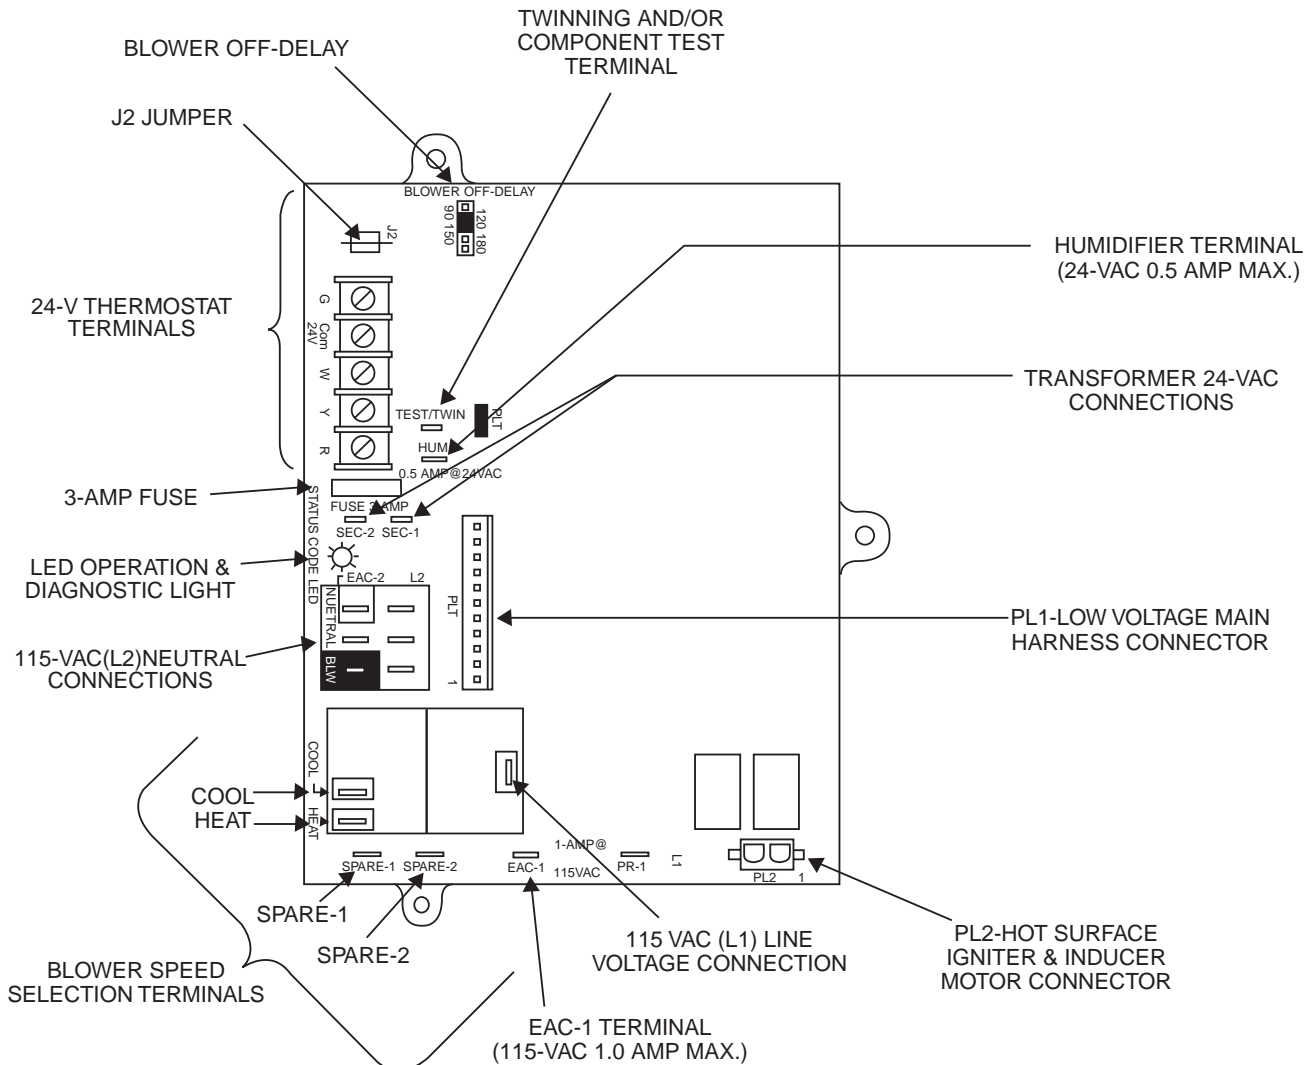 TWINNING AND/OR
COMPONENT TEST
TERMINAL
BLOWER OFF-DELAY
J2 JUMPER
BLOWER OFF-DELAY
120 180
90 150
J2
HUMIDIFIER TERMINAL
(24-VAC 0.5 AMP MAX.)
24-V THERMOSTAT
TERMINALS
G
Com
24V
W
Y
R
TRANSFORMER 24-VAC
CONNECTIONS
TEST/TWIN
PLT
HUM
0.5 AMP@24VAC
3-AMP FUSE
FUSE 3-AMP
STATUS CODE LED
SEC-2 SEC-1
LED OPERATION &
DIAGNOSTIC LIGHT
EAC-2 L2
NUETRAL
BLW
PLT
1
PL1-LOW VOLTAGE MAIN
HARNESS CONNECTOR
115-VAC(L2)NEUTRAL
CONNECTIONS
COOL
HEAT
COOL
HEAT
SPARE-1 SPARE-2 EAC-1
1-AMP@
115VAC
PR-1
L1
PL2 1
SPARE-1
SPARE-2
115 VAC (L1) LINE
VOLTAGE CONNECTION
PL2-HOT SURFACE
IGNITER & INDUCER
MOTOR CONNECTOR
BLOWER SPEED
SELECTION TERMINALS
EAC-1 TERMINAL
(115-VAC 1.0 AMP MAX.)